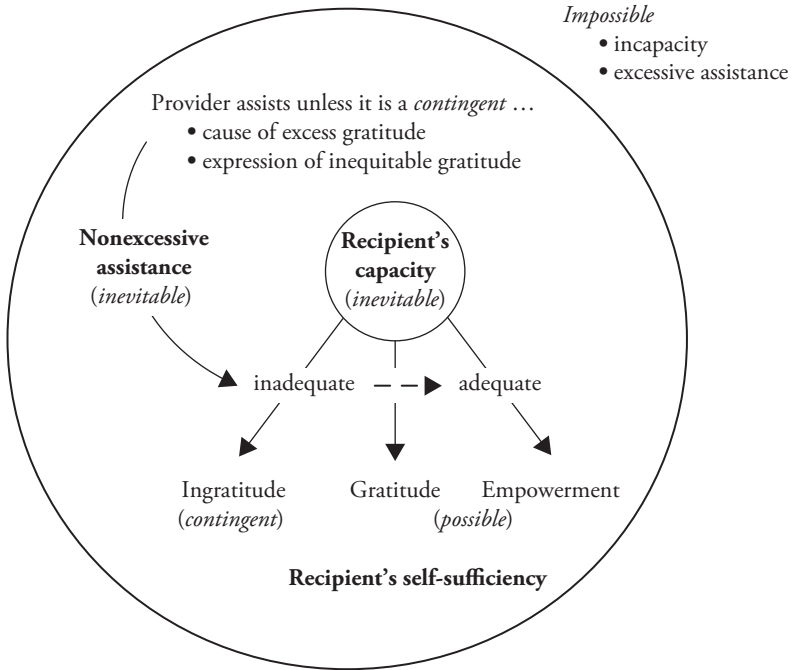 Impossible
• incapacity
• excessive assistance
Provider assists unless it is a contingent …
• cause of excess gratitude
• expression of inequitable gratitude
Nonexcessive
assistance
(inevitable)
Recipient's
capacity
(inevitable)
inadequate
adequate
Ingratitude
(contingent)
Gratitude
Empowerment
(possible)
Recipient's self-sufficiency